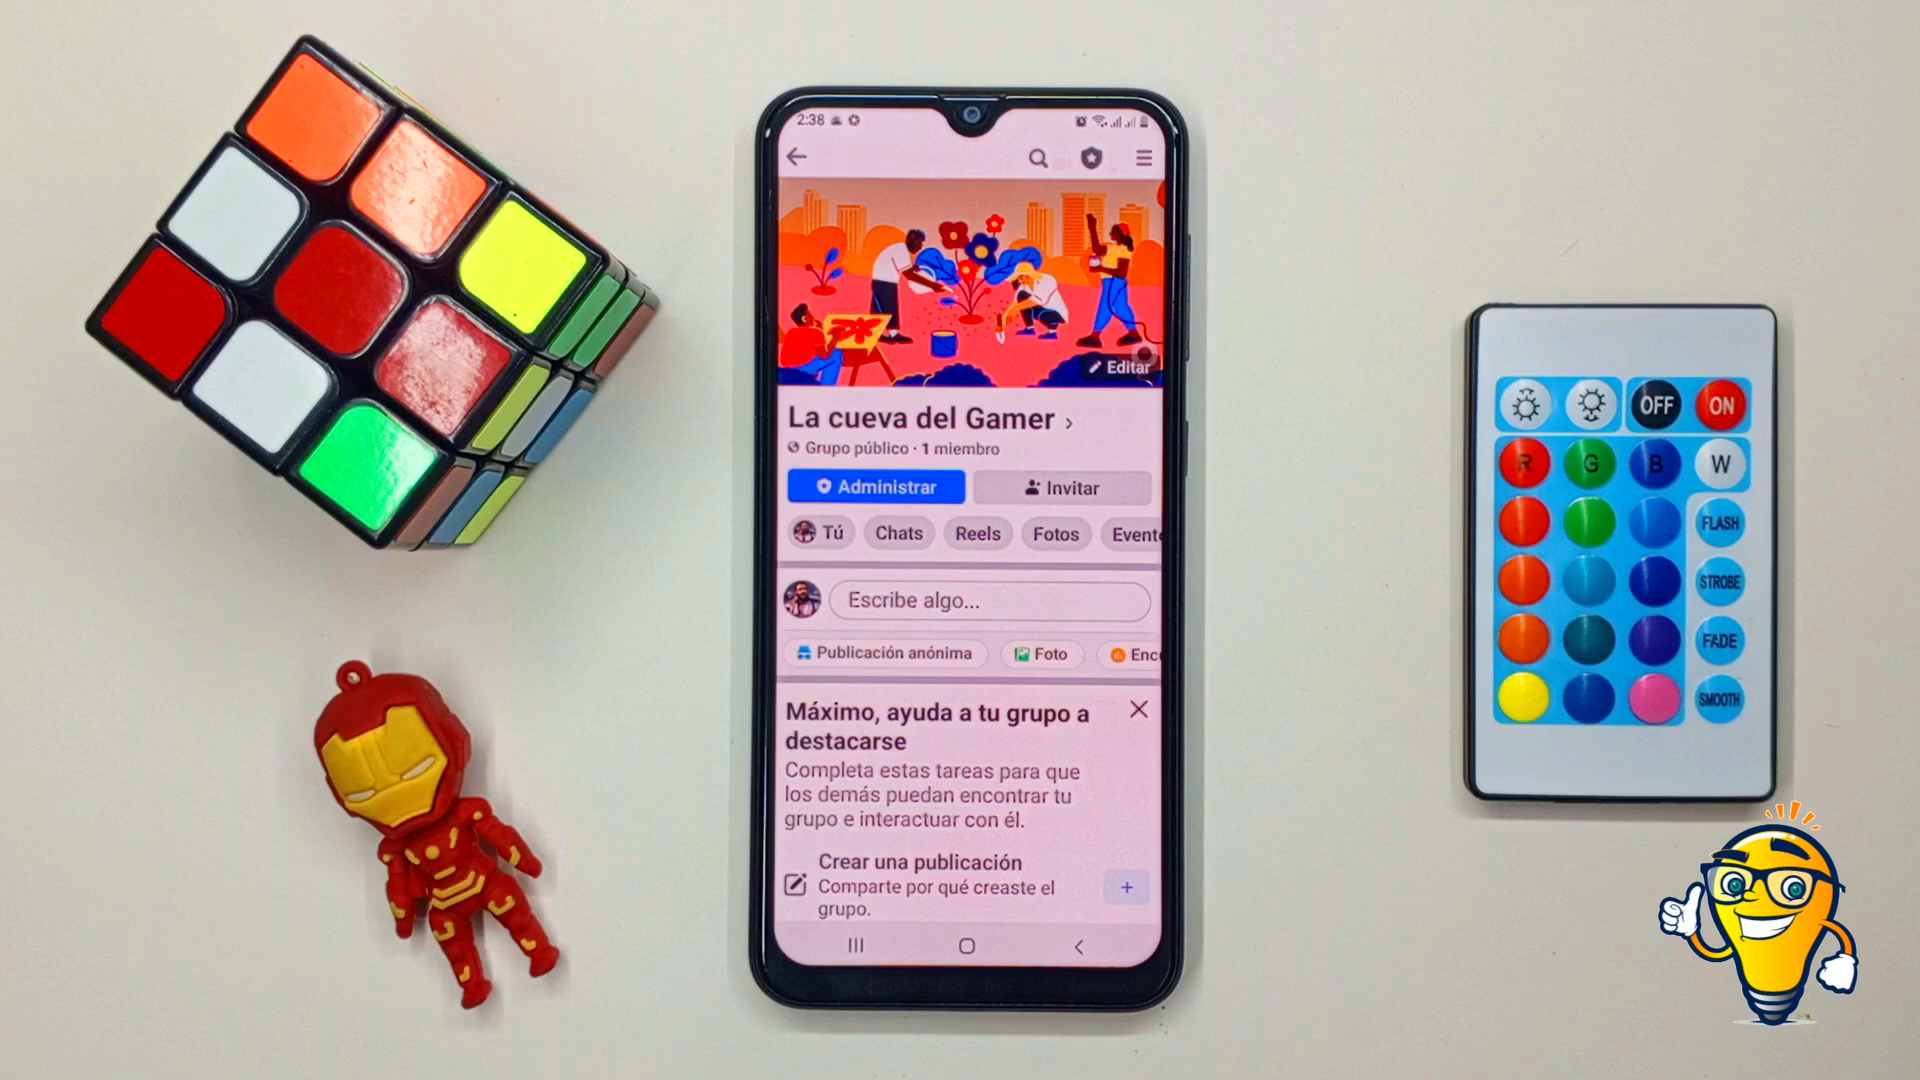 2:38
Editar
La cueva del Gamer
Grupo público · 1 miembro
Administrar
Invitar
Tú
Chats
Reels
Fotos
Event
Escribe algo...
Publicación anónima
Foto
Máximo, ayuda a tu grupo a
destacarse
Completa estas tareas para que
los demás puedan encontrar tu
grupo e interactuar con él.
Crear una publicación
Comparte por qué creaste el
grupo.
OFF ON
R G B W
FLASH
STROBE
FADE
SMOOTH